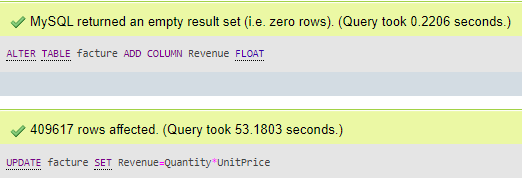 MySQL returned an empty result set (i.e. zero rows). (Query took 0.2206 seconds.)
ALTER TABLE facture ADD COLUMN Revenue FLOAT
409617 rows affected. (Query took 53.1803 seconds.)
UPDATE facture SET Revenue=Quantity*UnitPrice